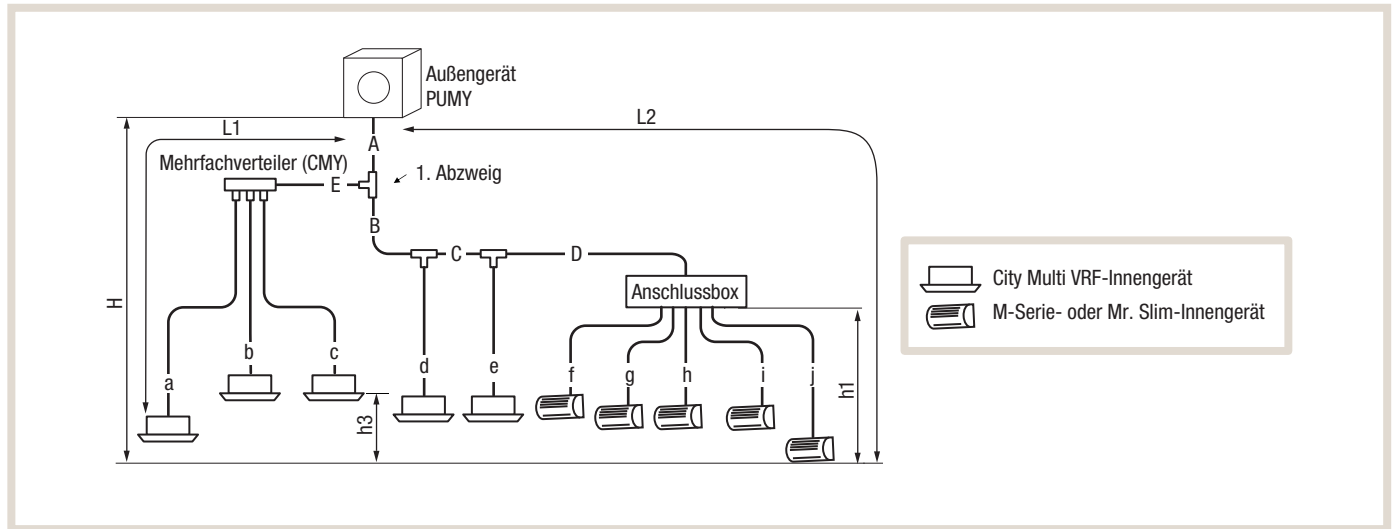 Außengerät
PUMY
L1
L2
A
Mehrfachverteiler (CMY)
E
1. Abzweig
B
C
D
H
Anschlussbox
a
b
c
d
e
f
g
h
i
j
h3
h1
City Multi VRF-Innengerät
M-Serie- oder Mr. Slim-Innengerät